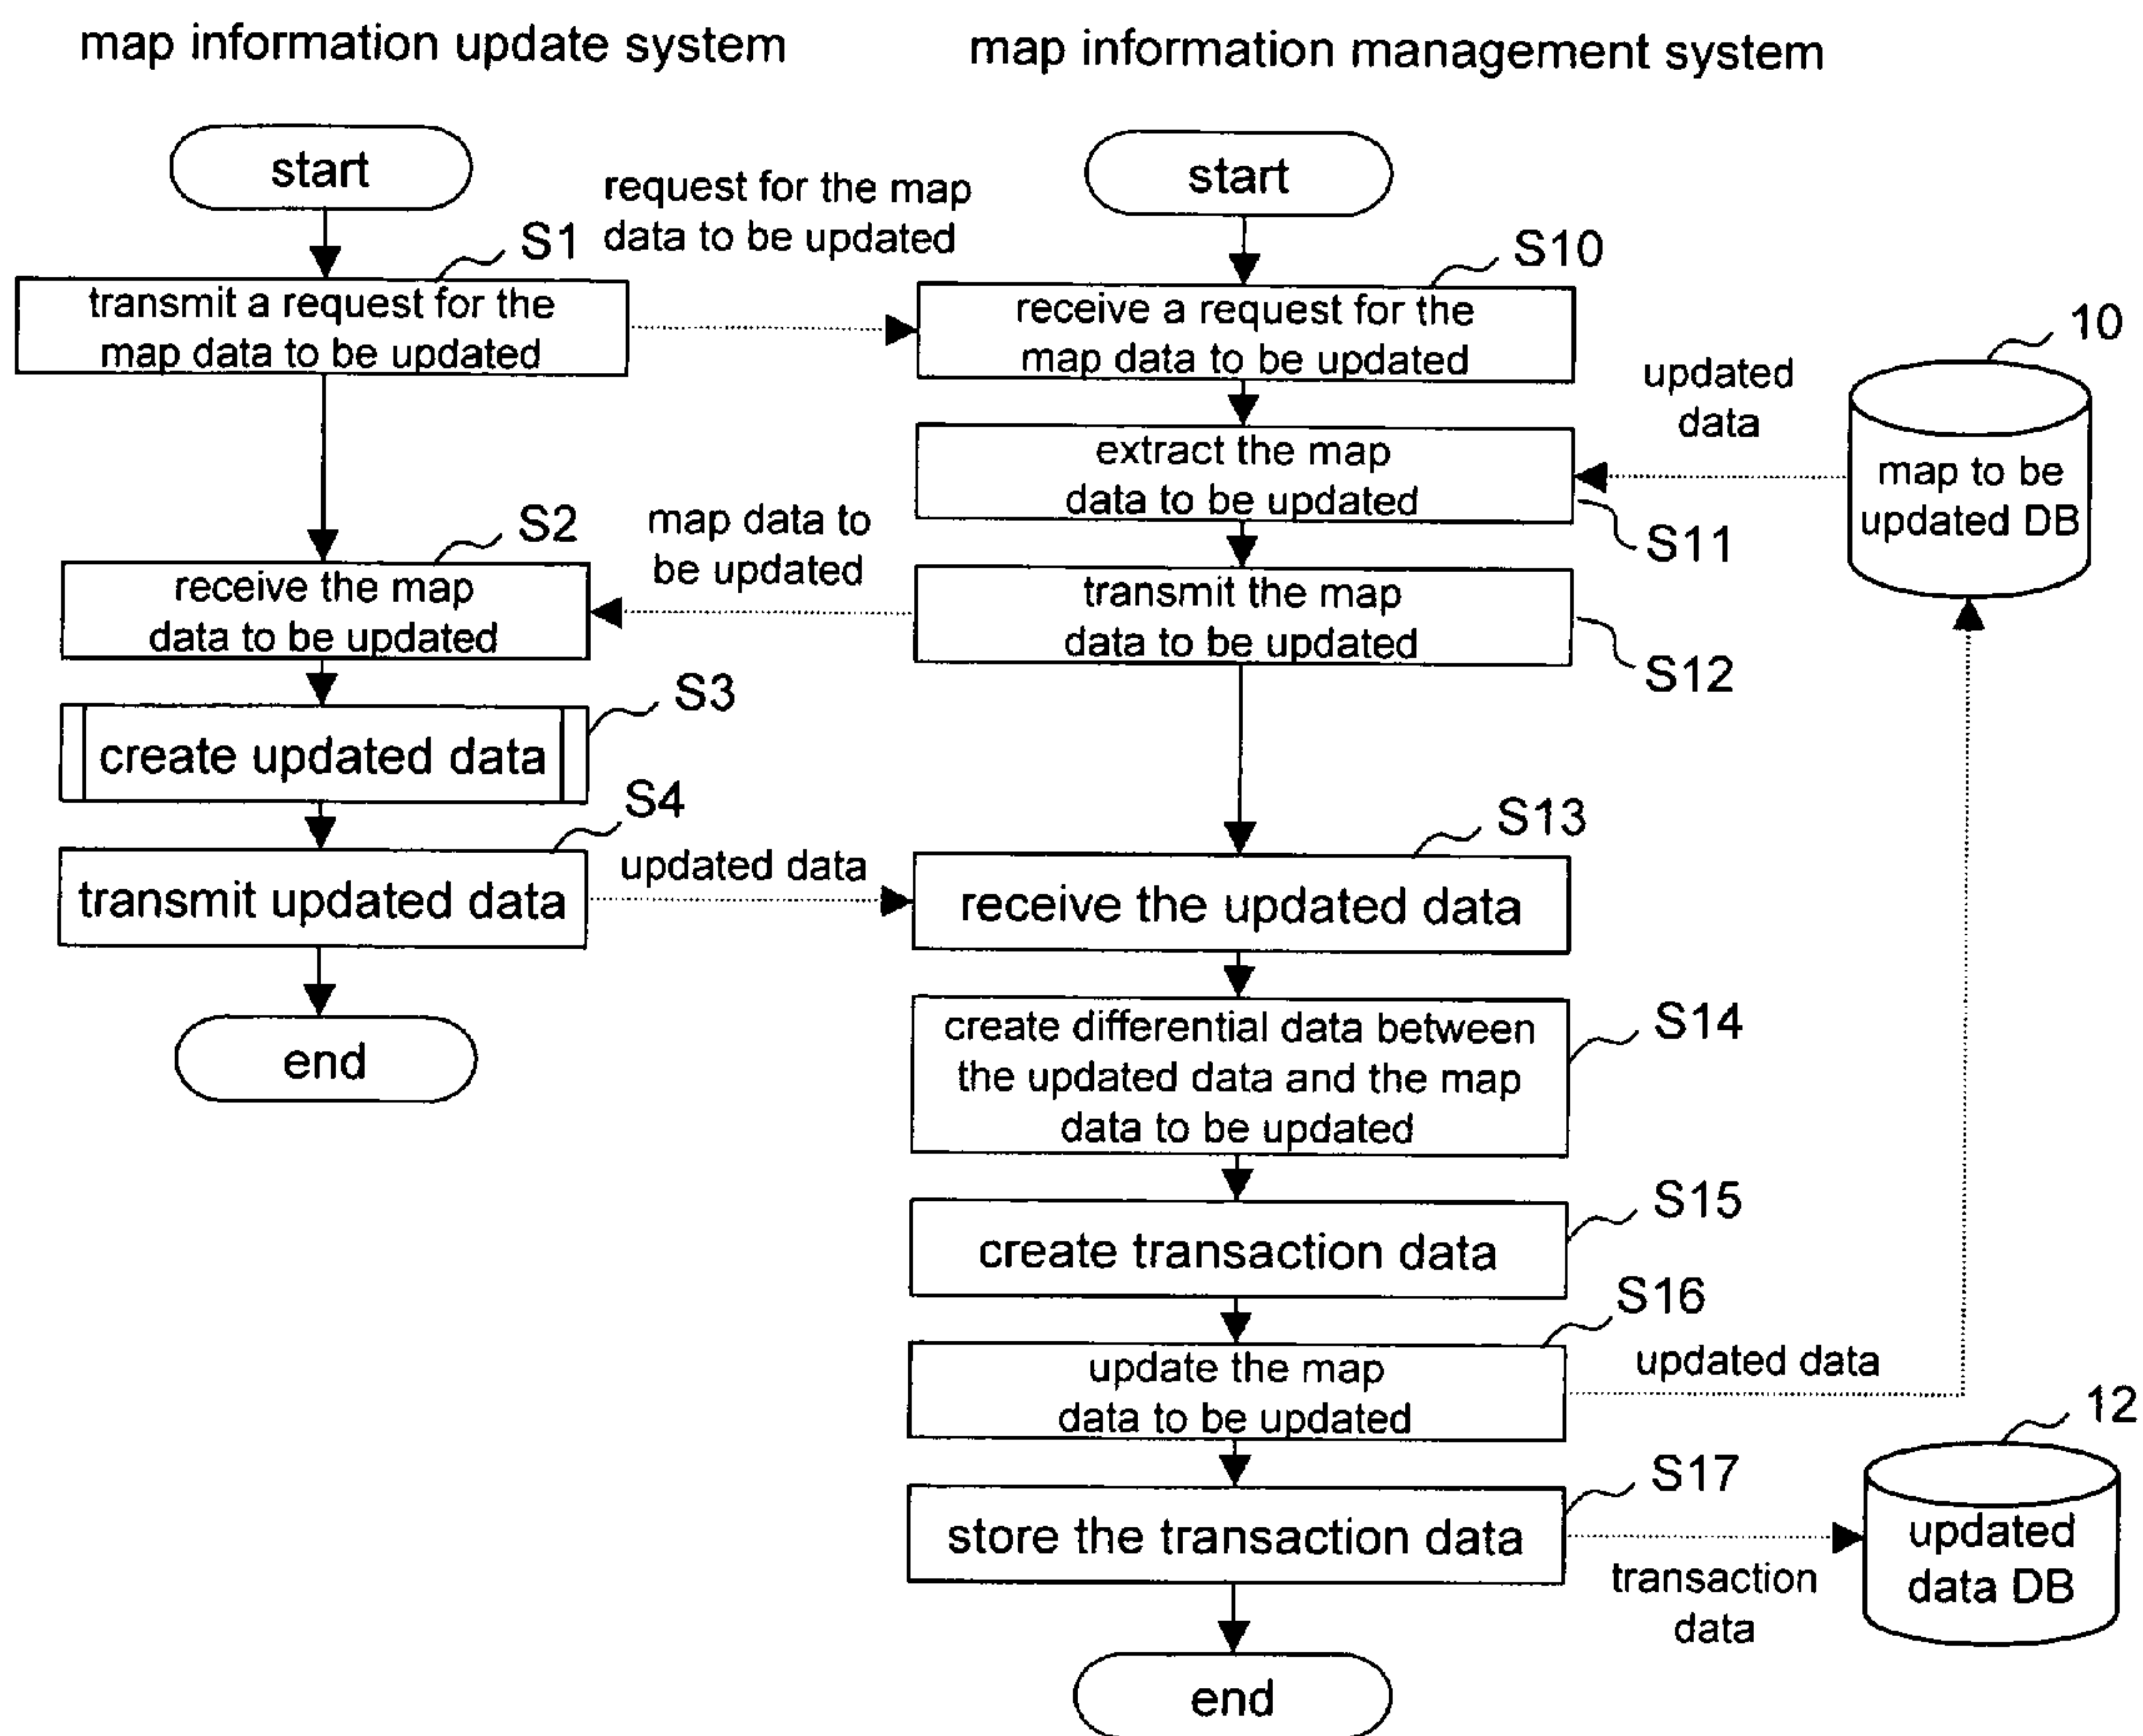 map information update system
map information management system
start
start
request for the map
data to be updated
S1
S10
transmit a request for the
map data to be updated
receive a request for the
map data to be updated
10
updated
data
extract the map
data to be updated
map to be
updated DB
S11
S2
map data to
be updated
receive the map
data to be updated
transmit the map
data to be updated
S12
S3
create updated data
S4
S13
transmit updated data
updated data
receive the updated data
end
create differential data between
the updated data and the map
data to be updated
S14
S15
create transaction data
S16
update the map
data to be updated
updated data
12
S17
store the transaction data
transaction
data
updated
data DB
end